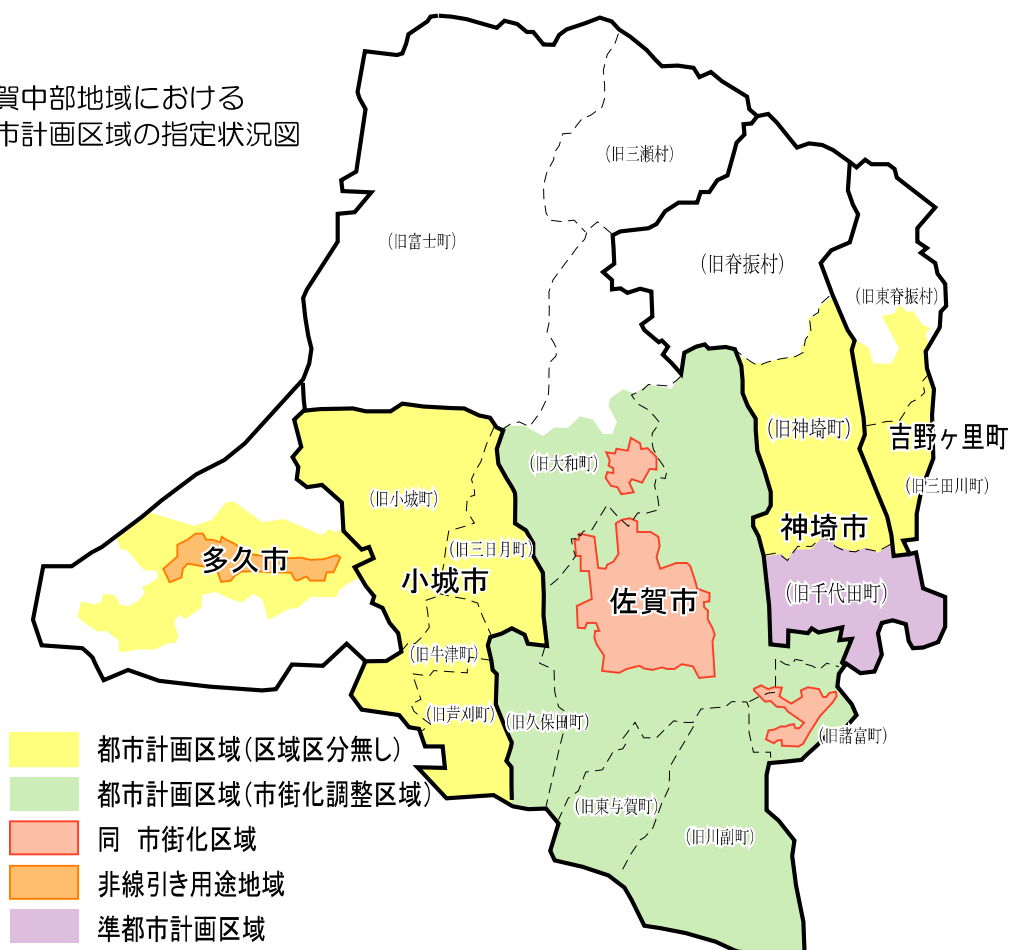 賀中部地域における
市計画区域の指定状況図
(旧三瀬村)
(旧富士町)
(旧脊振村)
(旧東脊振村)
(旧神埼町)
吉野ヶ里町
(旧大和町)
(旧三田川町)
(旧小城町)
神埼市
(旧三日月町)
多久市
小城市
佐賀市
(旧千代田町)
(旧牛津町)
(旧芦刈町)
(旧久保田町)
(旧諸富町)
(旧東与賀町)
(旧川副町)
都市計画区域(区域区分無し)
都市計画区域(市街化調整区域)
同 市街化区域
非線引き用途地域
準都市計画区域